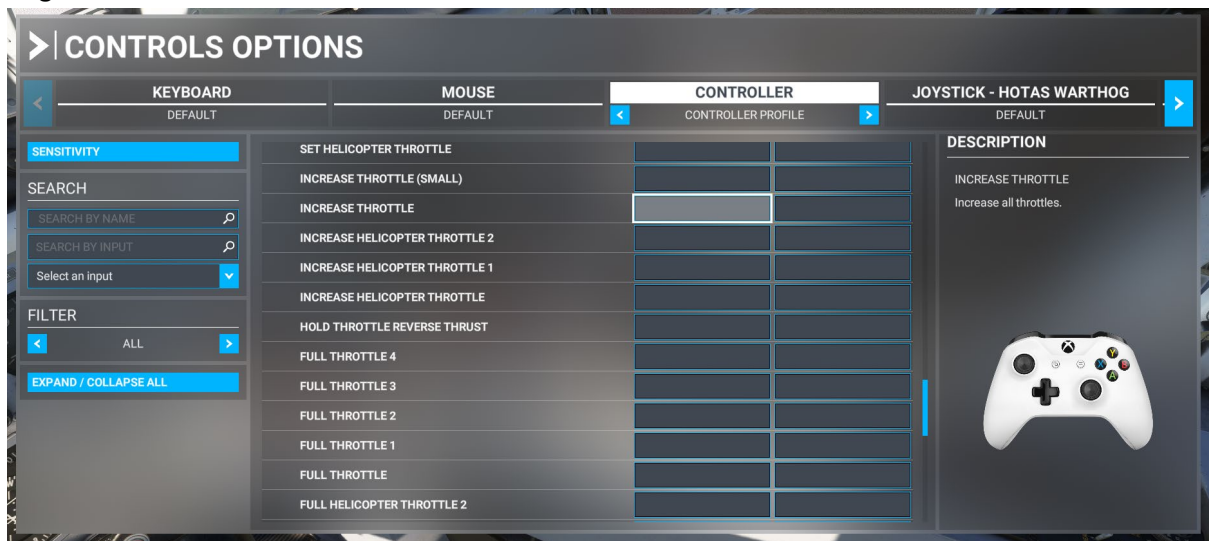 CONTROLS OPTIONS
KEYBOARD
DEFAULT
MOUSE
DEFAULT
CONTROLLER
CONTROLLER PROFILE
JOYSTICK - HOTAS WARTHOG
DEFAULT
SENSITIVITY
SEARCH
SEARCH BY NAME
SEARCH BY INPUT
Select an input
FILTER
ALL
EXPAND / COLLAPSE ALL
SET HELICOPTER THROTTLE
INCREASE THROTTLE (SMALL)
INCREASE THROTTLE
INCREASE HELICOPTER THROTTLE 2
INCREASE HELICOPTER THROTTLE 1
INCREASE HELICOPTER THROTTLE
HOLD THROTTLE REVERSE THRUST
FULL THROTTLE 4
FULL THROTTLE 3
FULL THROTTLE 2
FULL THROTTLE 1
FULL THROTTLE
FULL HELICOPTER THROTTLE 2
DESCRIPTION
INCREASE THROTTLE
Increase all throttles.
Y
X
B
A